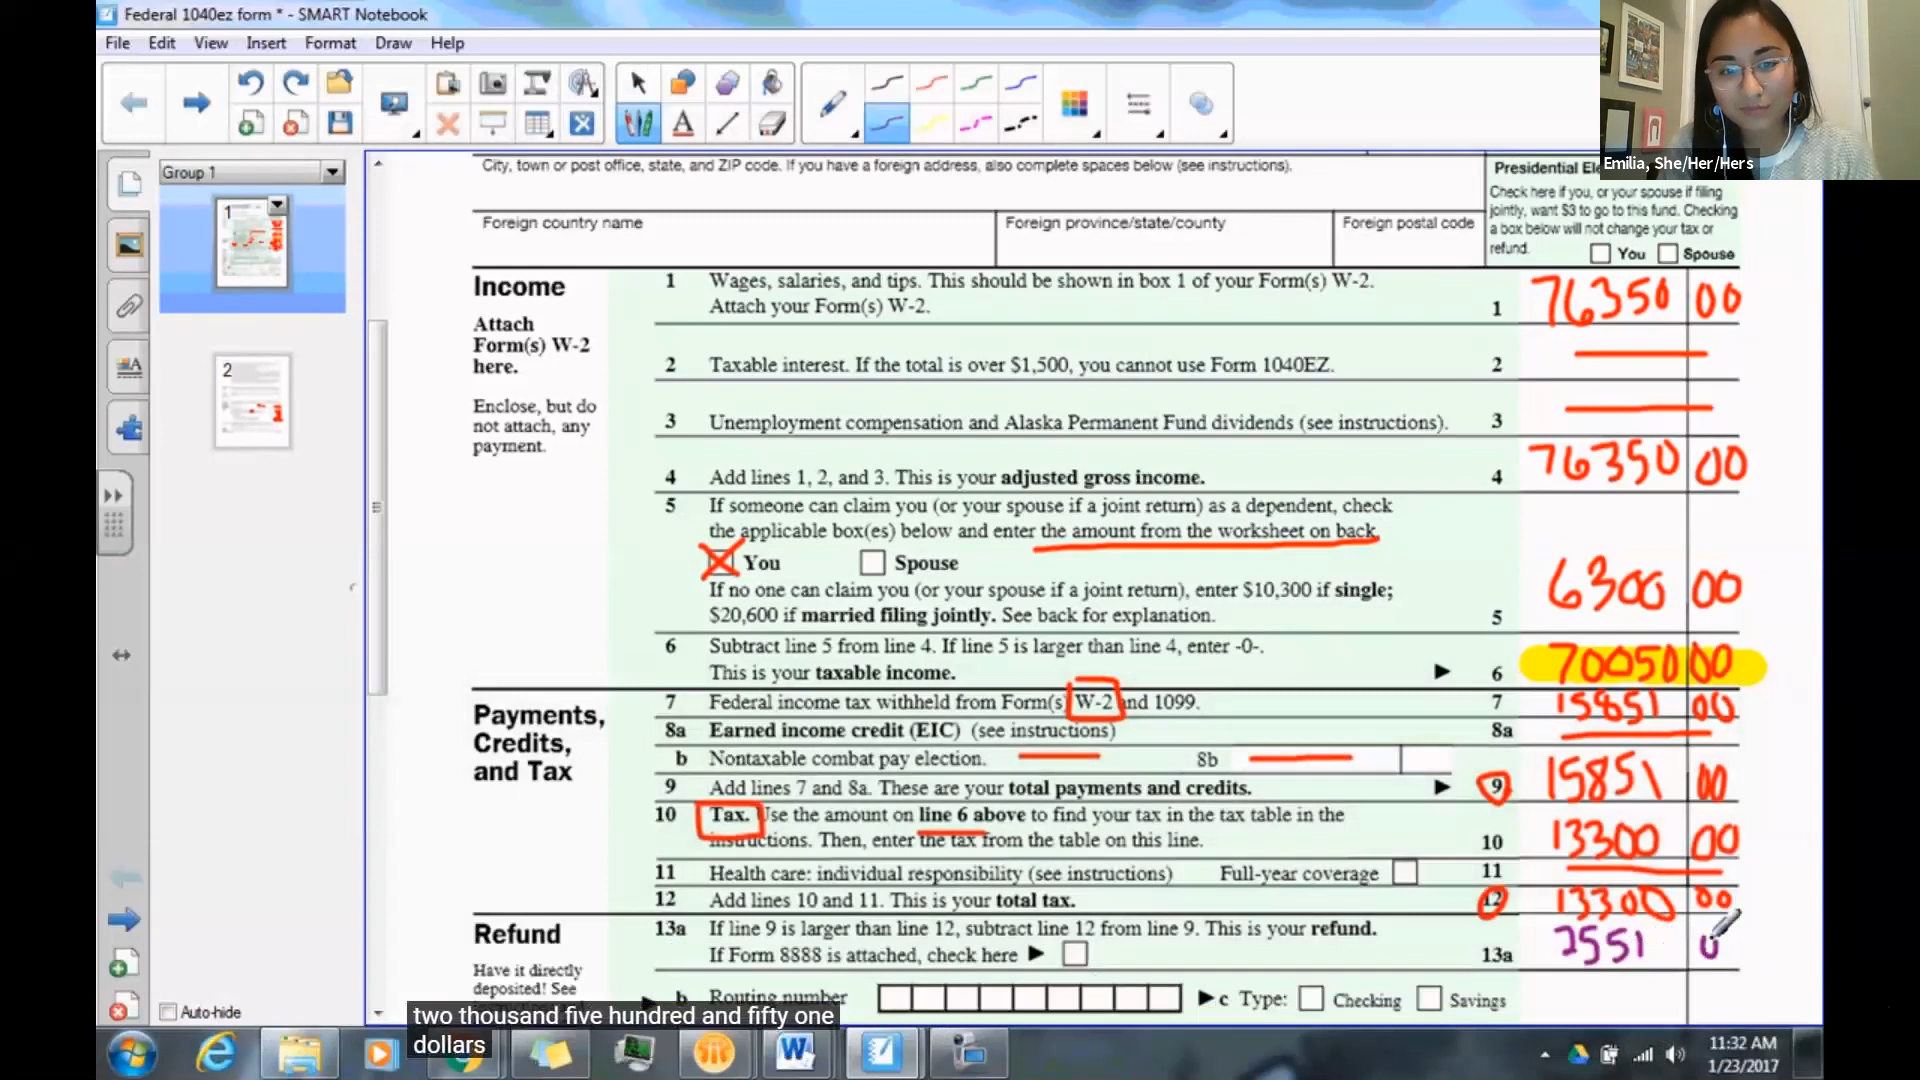 Federal 1040ez form * - SMART Notebook
File Edit View Insert Format Draw Help
Emilia, She/Her/Hers
Group 1
1
2
Auto-hide
City, town or post office, state, and ZIP code. If you have a foreign address, also complete spaces below (see instructions).
Presidential
Check here if you, or your spouse if filing
jointly, want $3 to go to this fund. Checking
a box below will not change your tax or
refund. You Spouse
Foreign country name Foreign province/state/county Foreign postal code
Income
Attach
Form(s) W-2
here.
Enclose, but do
not attach, any
payment.
1 Wages, salaries, and tips. This should be shown in box 1 of your Form(s) W-2.
Attach your Form(s) W-2. 1 76350 00
2 Taxable interest. If the total is over $1,500, you cannot use Form 1040EZ. 2
3 Unemployment compensation and Alaska Permanent Fund dividends (see instructions). 3
4 Add lines 1, 2, and 3. This is your adjusted gross income. 4 76350 00
5 If someone can claim you (or your spouse if a joint return) as a dependent, check
the applicable box(es) below and enter the amount from the worksheet on back.
You Spouse
If no one can claim you (or your spouse if a joint return), enter $10,300 if single;
$20,600 if married filing jointly. See back for explanation. 5 6300 00
6 Subtract line 5 from line 4. If line 5 is larger than line 4, enter -0-.
This is your taxable income. 6 70050 00
Payments,
Credits,
and Tax
7 Federal income tax withheld from Form(s) W-2 and 1099. 7 15851 00
8a Earned income credit (EIC) (see instructions) 8a
b Nontaxable combat pay election. 8b
9 Add lines 7 and 8a. These are your total payments and credits. 9 15851 00
10 Tax. Use the amount on line 6 above to find your tax in the tax table in the
instructions. Then, enter the tax from the table on this line. 10 13300 00
11 Health care: individual responsibility (see instructions) Full-year coverage 11
12 Add lines 10 and 11. This is your total tax. 12 13300 00
Refund
Have it directly
deposited! See
13a If line 9 is larger than line 12, subtract line 12 from line 9. This is your refund.
If Form 8888 is attached, check here 13a 2551 0
b Routing number c Type: Checking Savings
two thousand five hundred and fifty one
dollars
11:32 AM
1/23/2017